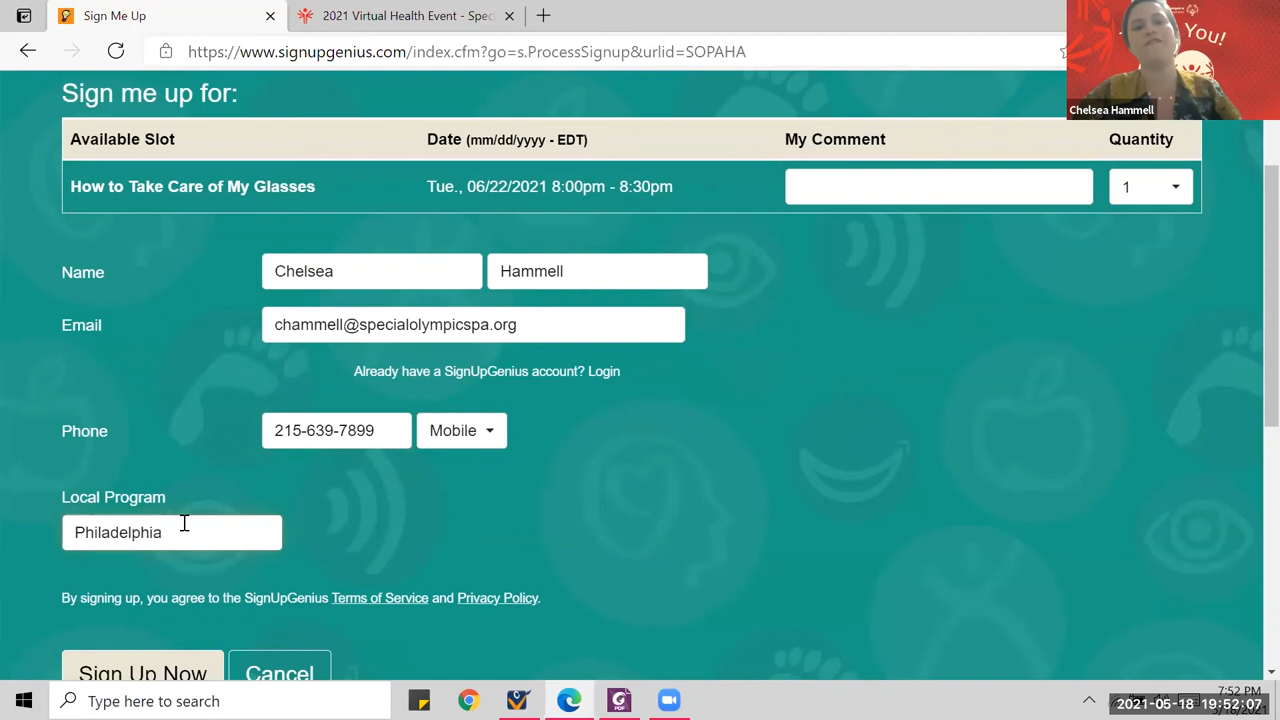 Sign Me Up
2021 Virtual Health Event - Spec
https://www.signupgenius.com/index.cfm?go=s.ProcessSignup&urlid=SOPAHA
You!
Chelsea Hammell
Sign me up for:
Available Slot Date (mm/dd/yyyy - EDT) My Comment Quantity
How to Take Care of My Glasses Tue., 06/22/2021 8:00pm - 8:30pm 1
Name Chelsea Hammell
Email chammell@specialolympicspa.org
Already have a SignUpGenius account? Login
Phone 215-639-7899 Mobile
Local Program
Philadelphia
By signing up, you agree to the SignUpGenius Terms of Service and Privacy Policy.
Sign Up Now Cancel
Type here to search
7:52 PM
2021-05-18 19:52:07